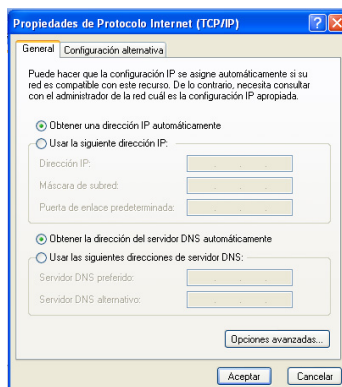 Propiedades de Protocolo Internet (TCP/IP)
General Configuración alternativa
Puede hacer que la configuración IP se asigne automáticamente si su
red es compatible con este recurso. De lo contrario, necesita consultar
con el administrador de la red cuál es la configuración IP apropiada.
Obtener una dirección IP automáticamente
Usar la siguiente dirección IP:
Dirección IP:
Máscara de subred:
Puerta de enlace predeterminada:
Obtener la dirección del servidor DNS automáticamente
Usar las siguientes direcciones de servidor DNS:
Servidor DNS preferido:
Servidor DNS alternativo:
Opciones avanzadas...
Aceptar Cancelar